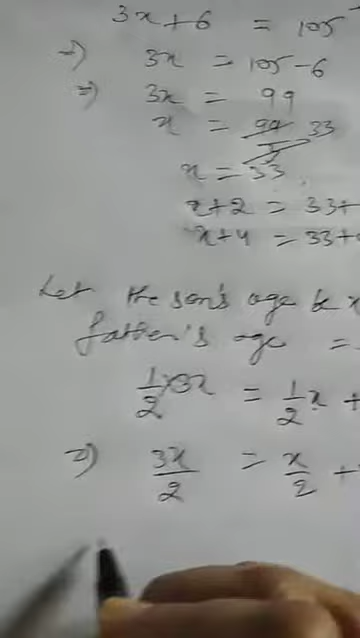 3x + 6 = 105
=) 3x = 105 - 6
=) 3x = 99
x = 99/3 33
x = 33
x + 2 = 33 +
x + 4 = 33 +
Let the son's age be x
father's age =
1/2 × 3x = 1/2 x +
=) 3x/2 = x/2 +